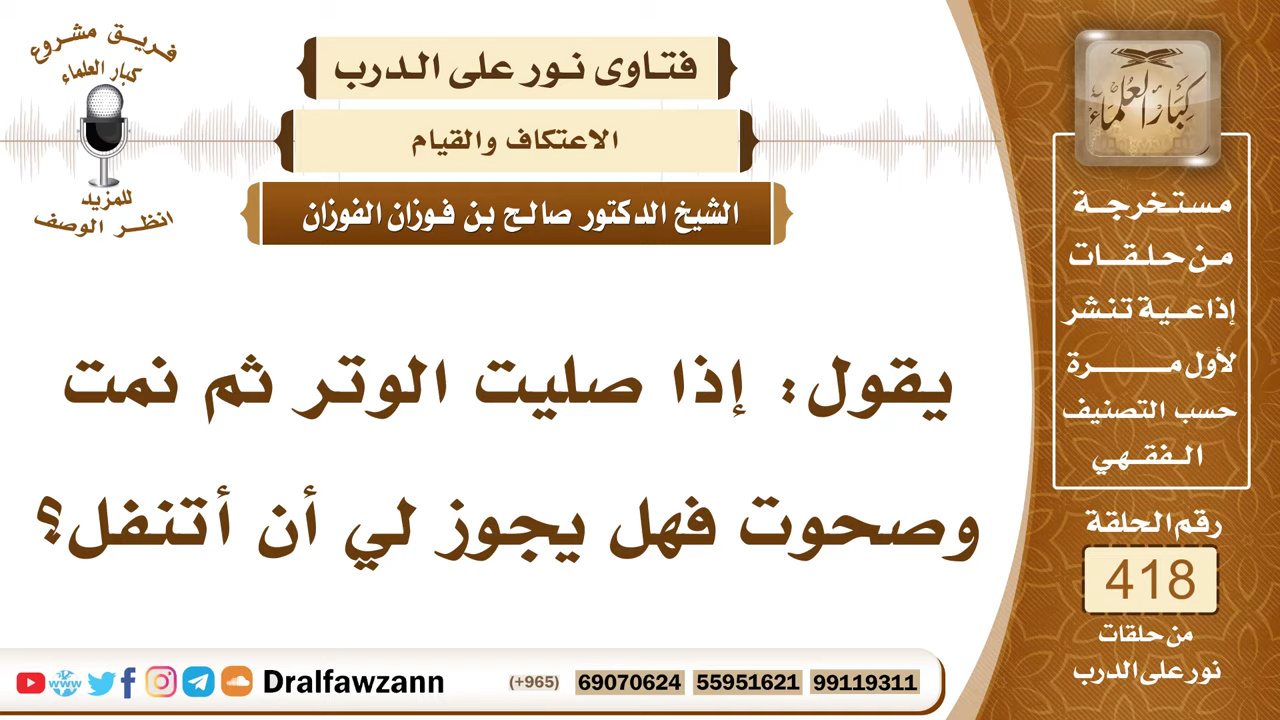 فريق مشروع
كبار العلماء
للمزيد
انظر الوصف
فتاوى نور على الدرب
الاعتكاف والقيام
الشيخ الدكتور صالح بن فوزان الفوزان
يقول: إذا صليت الوتر ثم نمت
وصحوت فهل يجوز لي أن أتنفل؟
كبار العلماء
مستخرجة
من حلقات
إذاعية تنشر
لأول مرة
حسب التصنيف
الفقهي
رقم الحلقة
418
من حلقات
نور على الدرب
Dralfawzann (+965) 69070624 55951621 99119311